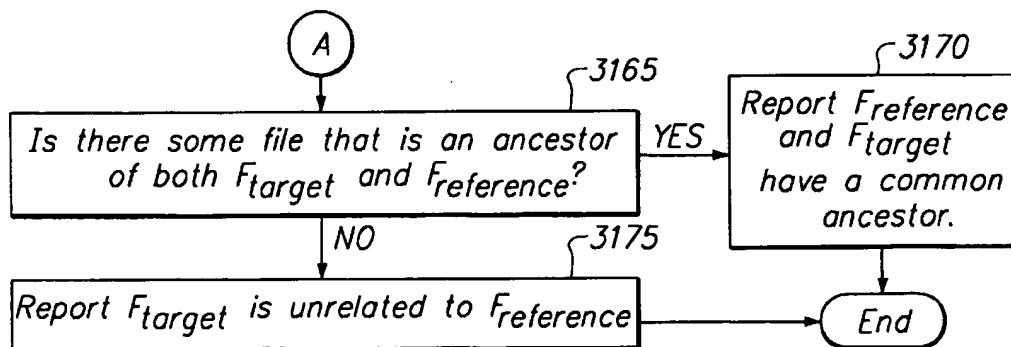 A
3165
Is there some file that is an ancestor
of both Ftarget and Freference?
YES
3170
Report Freference
and Ftarget
have a common
ancestor.
NO
3175
Report Ftarget is unrelated to Freference
End